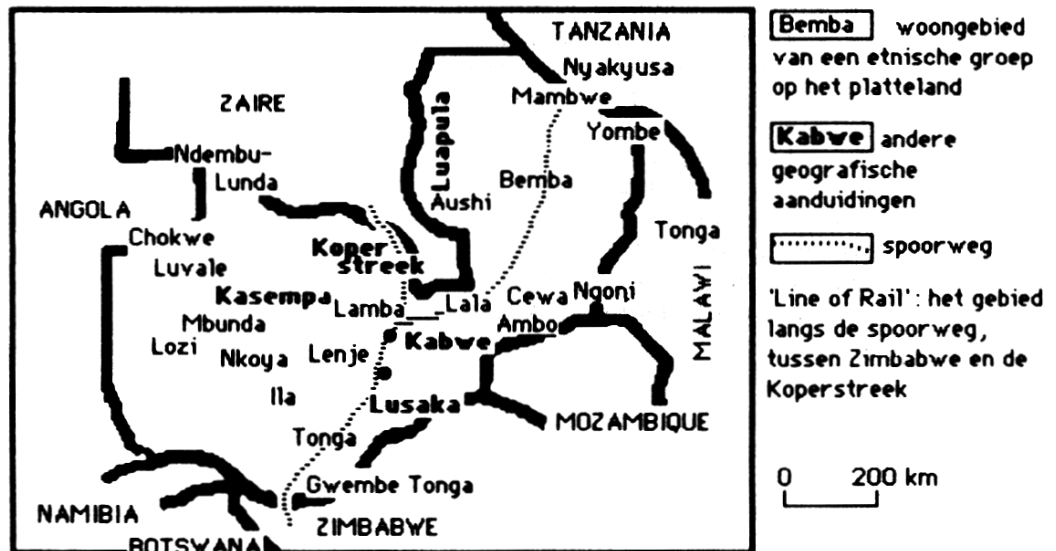 TANZANIA
Nyakyusa
Mambwe
ZAIRE
Yombe
Luapula
Ndembu-
Lunda
Bemba
Aushi
ANGOLA
Tonga
Chokwe
Luvale
Koper
streek
Kasempa
Lamba
Lala
Cewa
Ngoni
MALAWI
Mbunda
Ambo
Lozi
Nkoya
Lenje
Kabwe
Ila
Lusaka
MOZAMBIQUE
Tonga
Gwembe Tonga
NAMIBIA
ZIMBABWE
BOTSWANA
Bemba woongebied
van een etnische groep
op het platteland
Kabwe andere
geografische
aanduidingen
spoorweg
'Line of Rail': het gebied
langs de spoorweg,
tussen Zimbabwe en de
Koperstreek
0 200 km